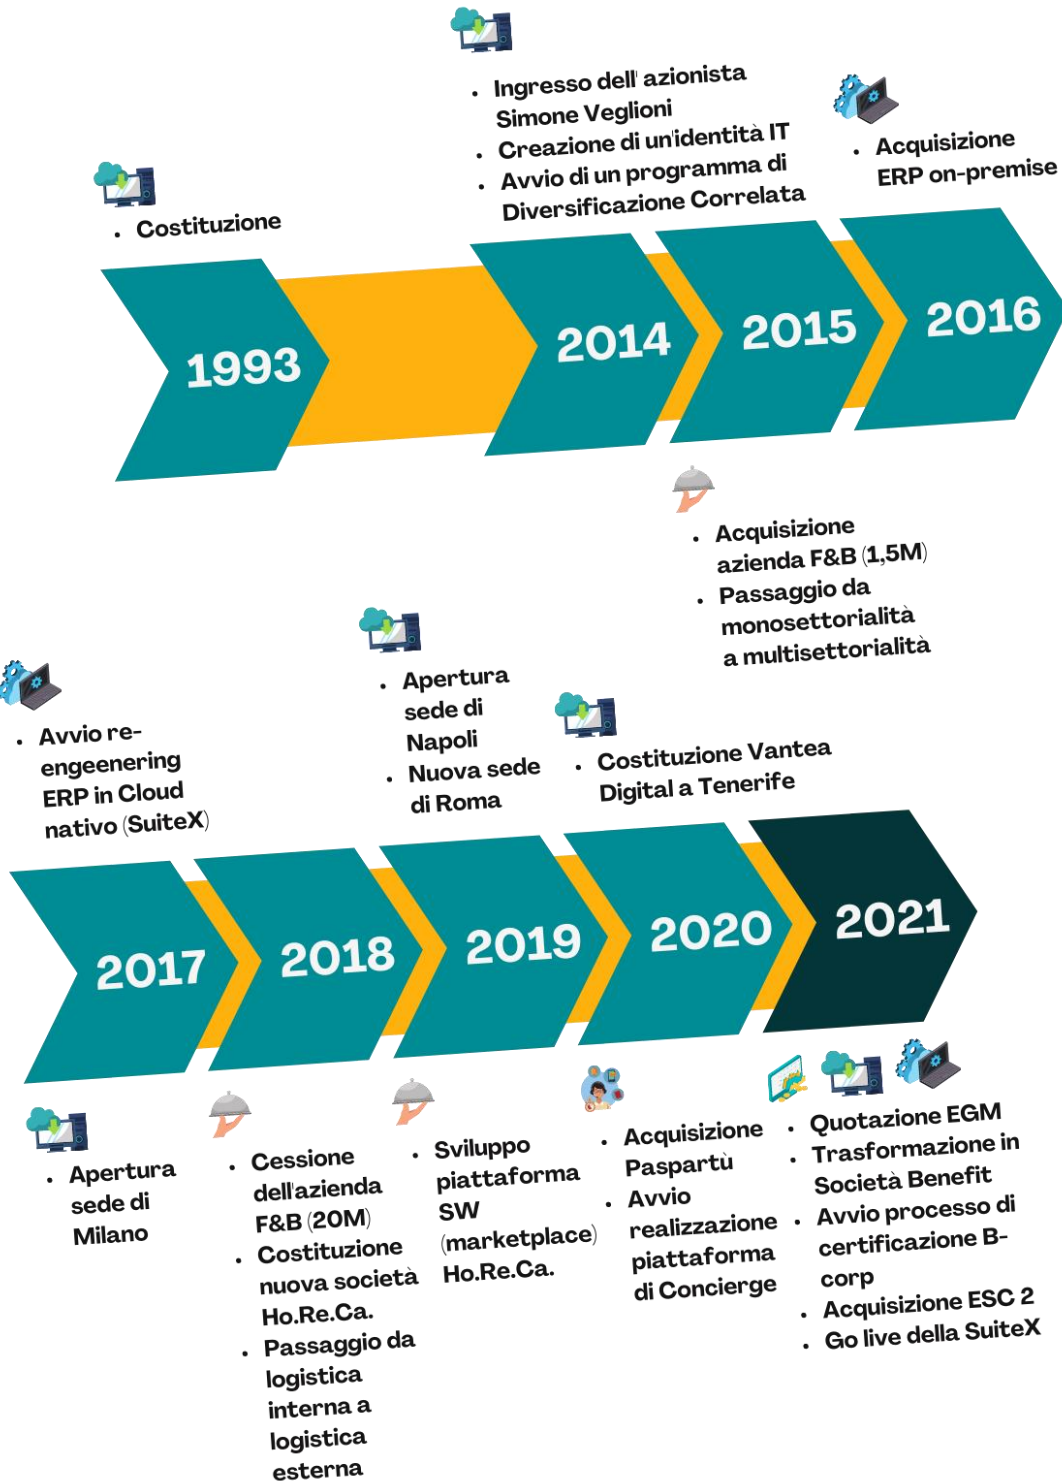 • Costituzione
• Ingresso dell' azionista
Simone Veglioni
• Creazione di un'identità IT
• Avvio di un programma di
Diversificazione Correlata
• Acquisizione
ERP on-premise
1993
2014
2015
2016
• Acquisizione
azienda F&B (1,5M)
• Passaggio da
monosettorialità
a multisettorialità
• Avvio re-
engeenering
ERP in Cloud
nativo (SuiteX)
• Apertura
sede di
Napoli
• Nuova sede
di Roma
• Costituzione Vantea
Digital a Tenerife
2017
2018
2019
2020
2021
• Apertura
sede di
Milano
• Cessione
dell'azienda
F&B (20M)
• Costituzione
nuova società
Ho.Re.Ca.
• Passaggio da
logistica
interna a
logistica
esterna
• Sviluppo
piattaforma
SW
(marketplace)
Ho.Re.Ca.
• Acquisizione
Paspartù
• Avvio
realizzazione
piattaforma
di Concierge
• Quotazione EGM
• Trasformazione in
Società Benefit
• Avvio processo di
certificazione B-
corp
• Acquisizione ESC 2
• Go live della SuiteX